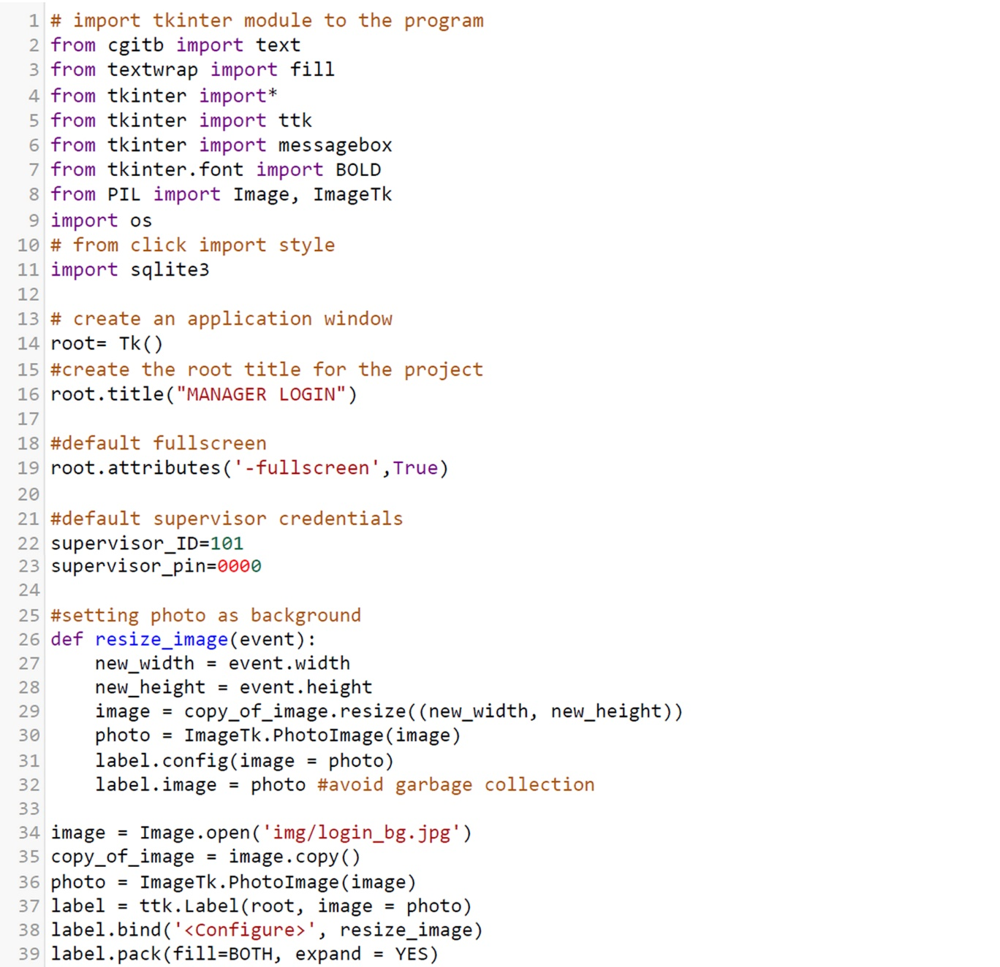 1 # import tkinter module to the program
2 from cgitb import text
3 from textwrap import fill
4 from tkinter import*
5 from tkinter import ttk
6 from tkinter import messagebox
7 from tkinter.font import BOLD
8 from PIL import Image, ImageTk
9 import os
10 # from click import style
11 import sqlite3
12
13 # create an application window
14 root= Tk()
15 #create the root title for the project
16 root.title("MANAGER LOGIN")
17
18 #default fullscreen
19 root.attributes('-fullscreen',True)
20
21 #default supervisor credentials
22 supervisor_ID=101
23 supervisor_pin=0000
24
25 #setting photo as background
26 def resize_image(event):
27     new_width = event.width
28     new_height = event.height
29     image = copy_of_image.resize((new_width, new_height))
30     photo = ImageTk.PhotoImage(image)
31     label.config(image = photo)
32     label.image = photo #avoid garbage collection
33
34 image = Image.open('img/login_bg.jpg')
35 copy_of_image = image.copy()
36 photo = ImageTk.PhotoImage(image)
37 label = ttk.Label(root, image = photo)
38 label.bind('<Configure>', resize_image)
39 label.pack(fill=BOTH, expand = YES)